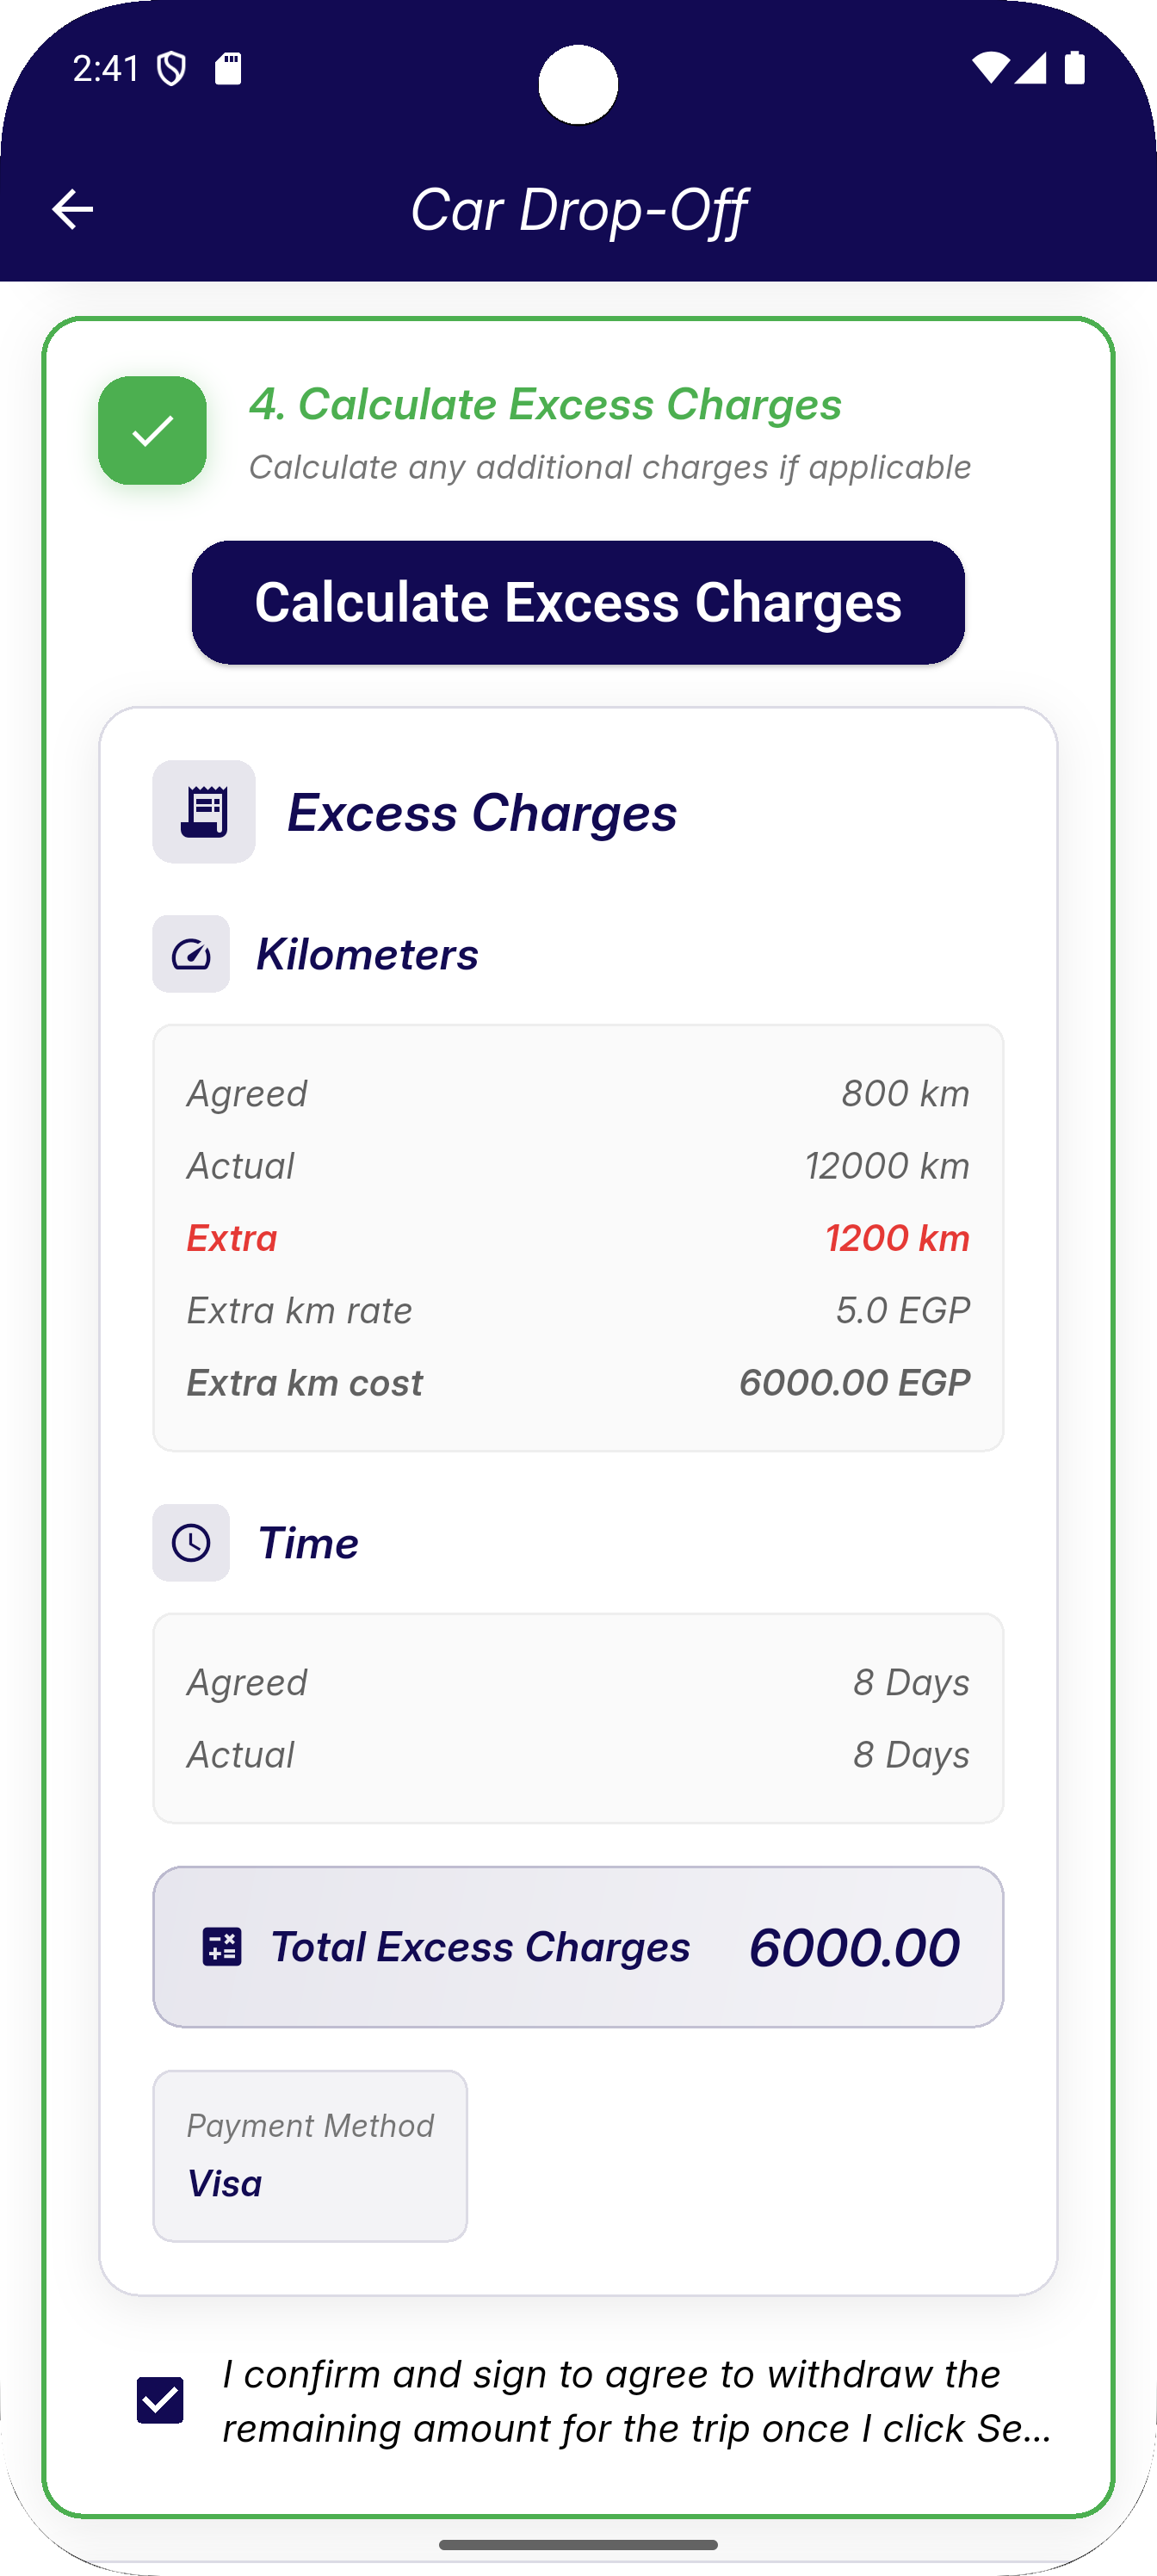 2:41
Car Drop-Off
4. Calculate Excess Charges
Calculate any additional charges if applicable
Calculate Excess Charges
Excess Charges
Kilometers
Agreed 800 km
Actual 12000 km
Extra 1200 km
Extra km rate 5.0 EGP
Extra km cost 6000.00 EGP
Time
Agreed 8 Days
Actual 8 Days
Total Excess Charges 6000.00
Payment Method
Visa
I confirm and sign to agree to withdraw the
remaining amount for the trip once I click Se...